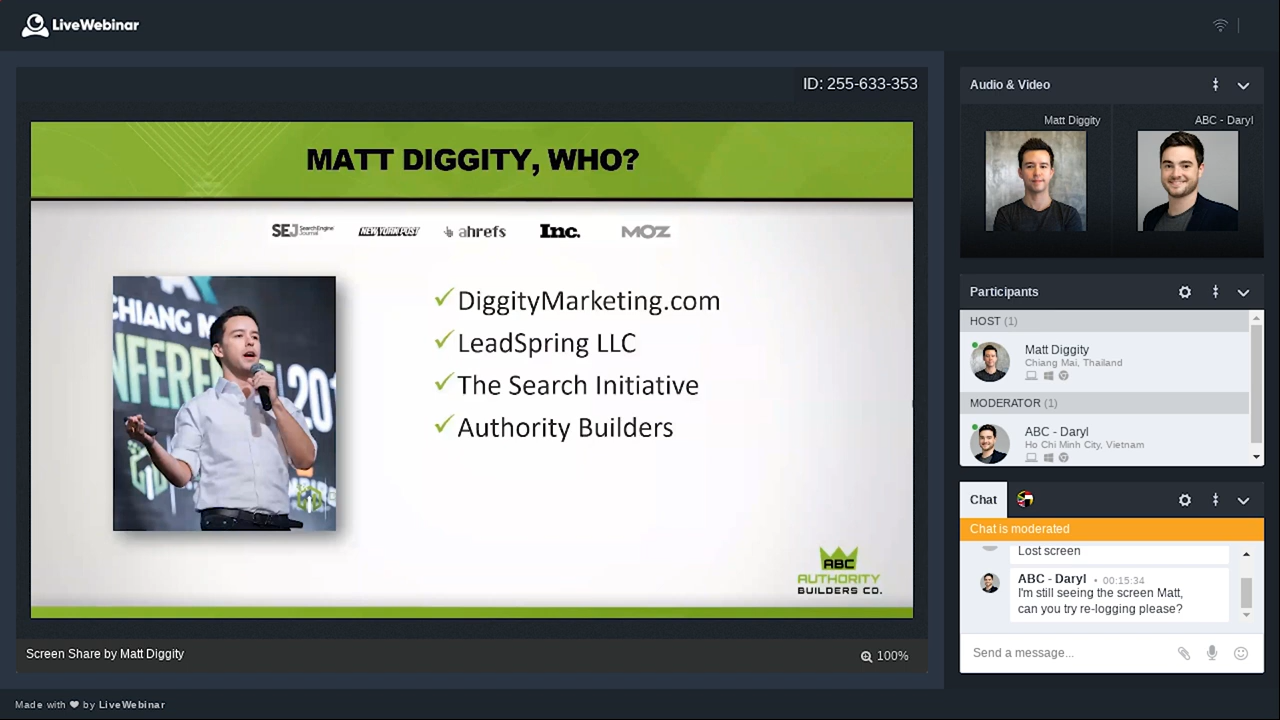 LiveWebinar
ID: 255-633-353
MATT DIGGITY, WHO?
SEJ Search Engine Journal
NEW YORK POST
ahrefs
Inc.
MOZ
CHIANG M
ONFERE
201
DiggityMarketing.com
LeadSpring LLC
The Search Initiative
Authority Builders
ABC
AUTHORITY
BUILDERS CO.
Screen Share by Matt Diggity
100%
Audio & Video
Matt Diggity
ABC - Daryl
Participants
HOST (1)
Matt Diggity
Chiang Mai, Thailand
MODERATOR (1)
ABC - Daryl
Ho Chi Minh City, Vietnam
Chat
Chat is moderated
Lost screen
ABC - Daryl • 00:15:34
I'm still seeing the screen Matt,
can you try re-logging please?
Send a message...
Made with ❤ by LiveWebinar